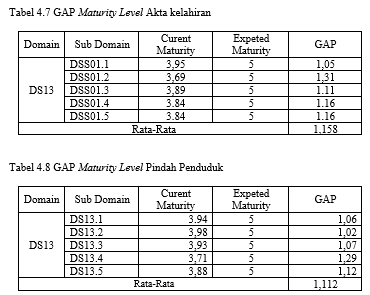 Tabel 4.7 GAP Maturity Level Akta kelahiran
Domain Sub Domain Curent Maturity Expeted Maturity GAP
DS13
DSS01.1 3,95 5 1,05
DSS01.2 3,69 5 1,31
DSS01.3 3,89 5 1.11
DSS01.4 3.84 5 1.16
DSS01.5 3.84 5 1.16
Rata-Rata 1,158
Tabel 4.8 GAP Maturity Level Pindah Penduduk
Domain Sub Domain Curent Maturity Expeted Maturity GAP
DS13
DS13.1 3.94 5 1,06
DS13.2 3,98 5 1,02
DS13.3 3,93 5 1,07
DS13.4 3,71 5 1,29
DS13.5 3,88 5 1,12
Rata-Rata 1,112